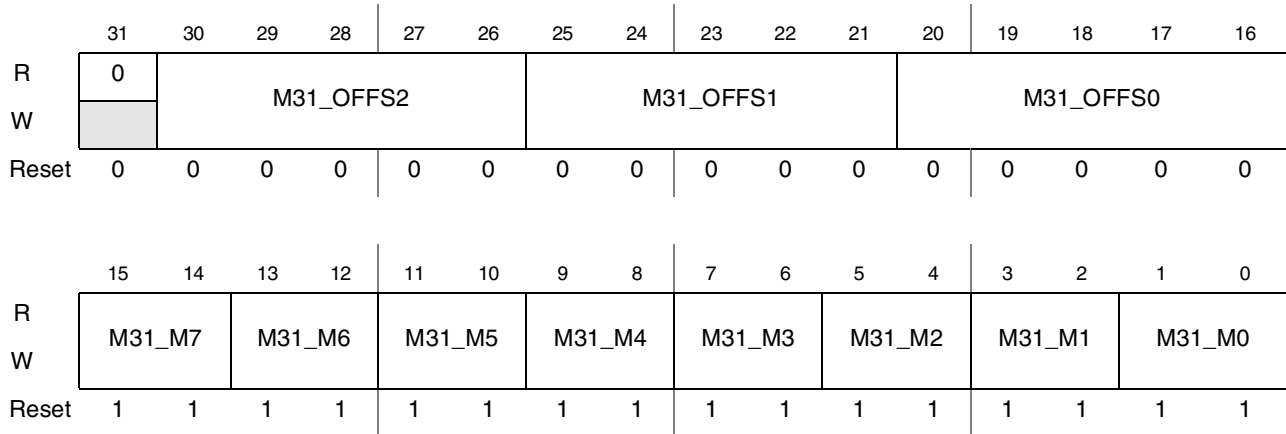 31 30 29 28 27 26 25 24 23 22 21 20 19 18 17 16
R 0 M31_OFFS2 M31_OFFS1 M31_OFFS0
W
Reset 0 0 0 0 0 0 0 0 0 0 0 0 0 0 0 0
15 14 13 12 11 10 9 8 7 6 5 4 3 2 1 0
R M31_M7 M31_M6 M31_M5 M31_M4 M31_M3 M31_M2 M31_M1 M31_M0
W
Reset 1 1 1 1 1 1 1 1 1 1 1 1 1 1 1 1